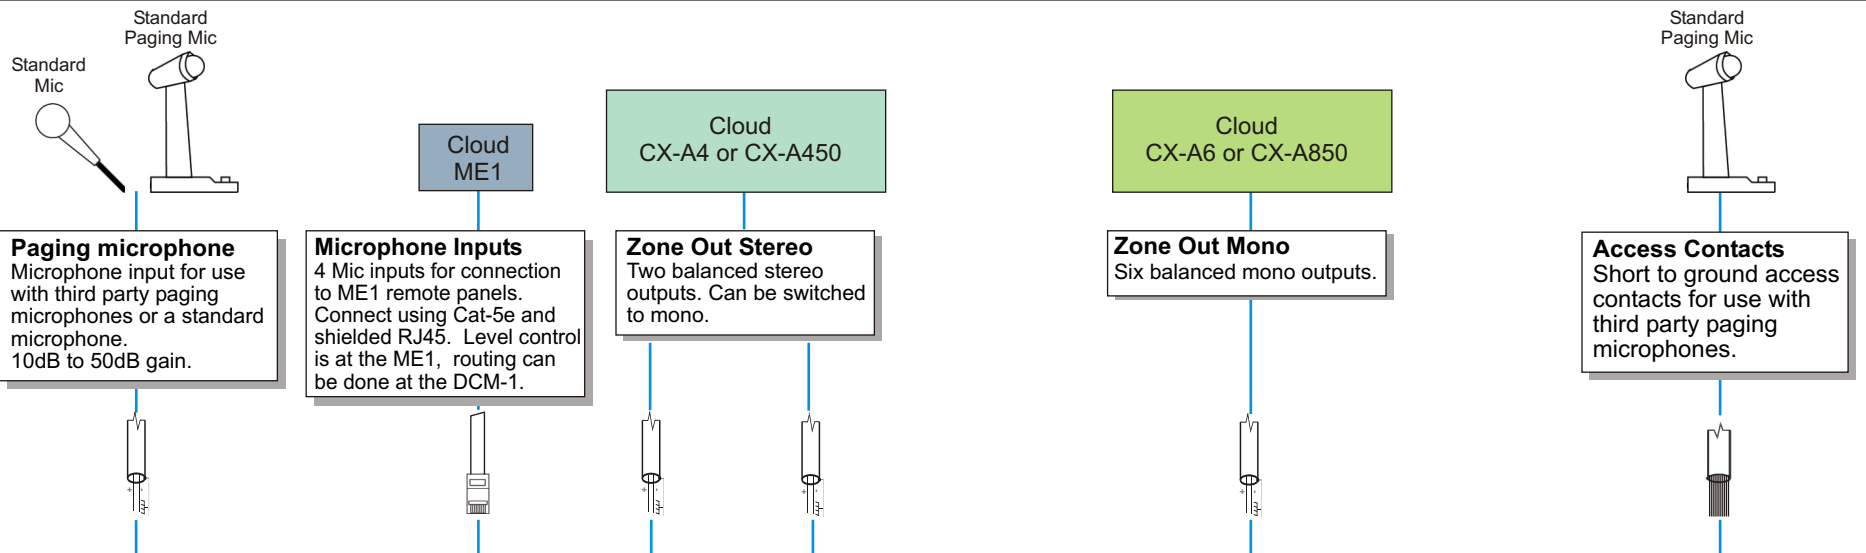 Standard
Paging Mic
Standard
Mic
Cloud
ME1
Cloud
CX-A4 or CX-A450
Cloud
CX-A6 or CX-A850
Standard
Paging Mic
Paging microphone
Microphone input for use
with third party paging
microphones or a standard
microphone.
10dB to 50dB gain.
Microphone Inputs
4 Mic inputs for connection
to ME1 remote panels.
Connect using Cat-5e and
shielded RJ45. Level control
is at the ME1, routing can
be done at the DCM-1.
Zone Out Stereo
Two balanced stereo
outputs. Can be switched
to mono.
Zone Out Mono
Six balanced mono outputs.
Access Contacts
Short to ground access
contacts for use with
third party paging
microphones.
+ -
+ -
+ -
+ -